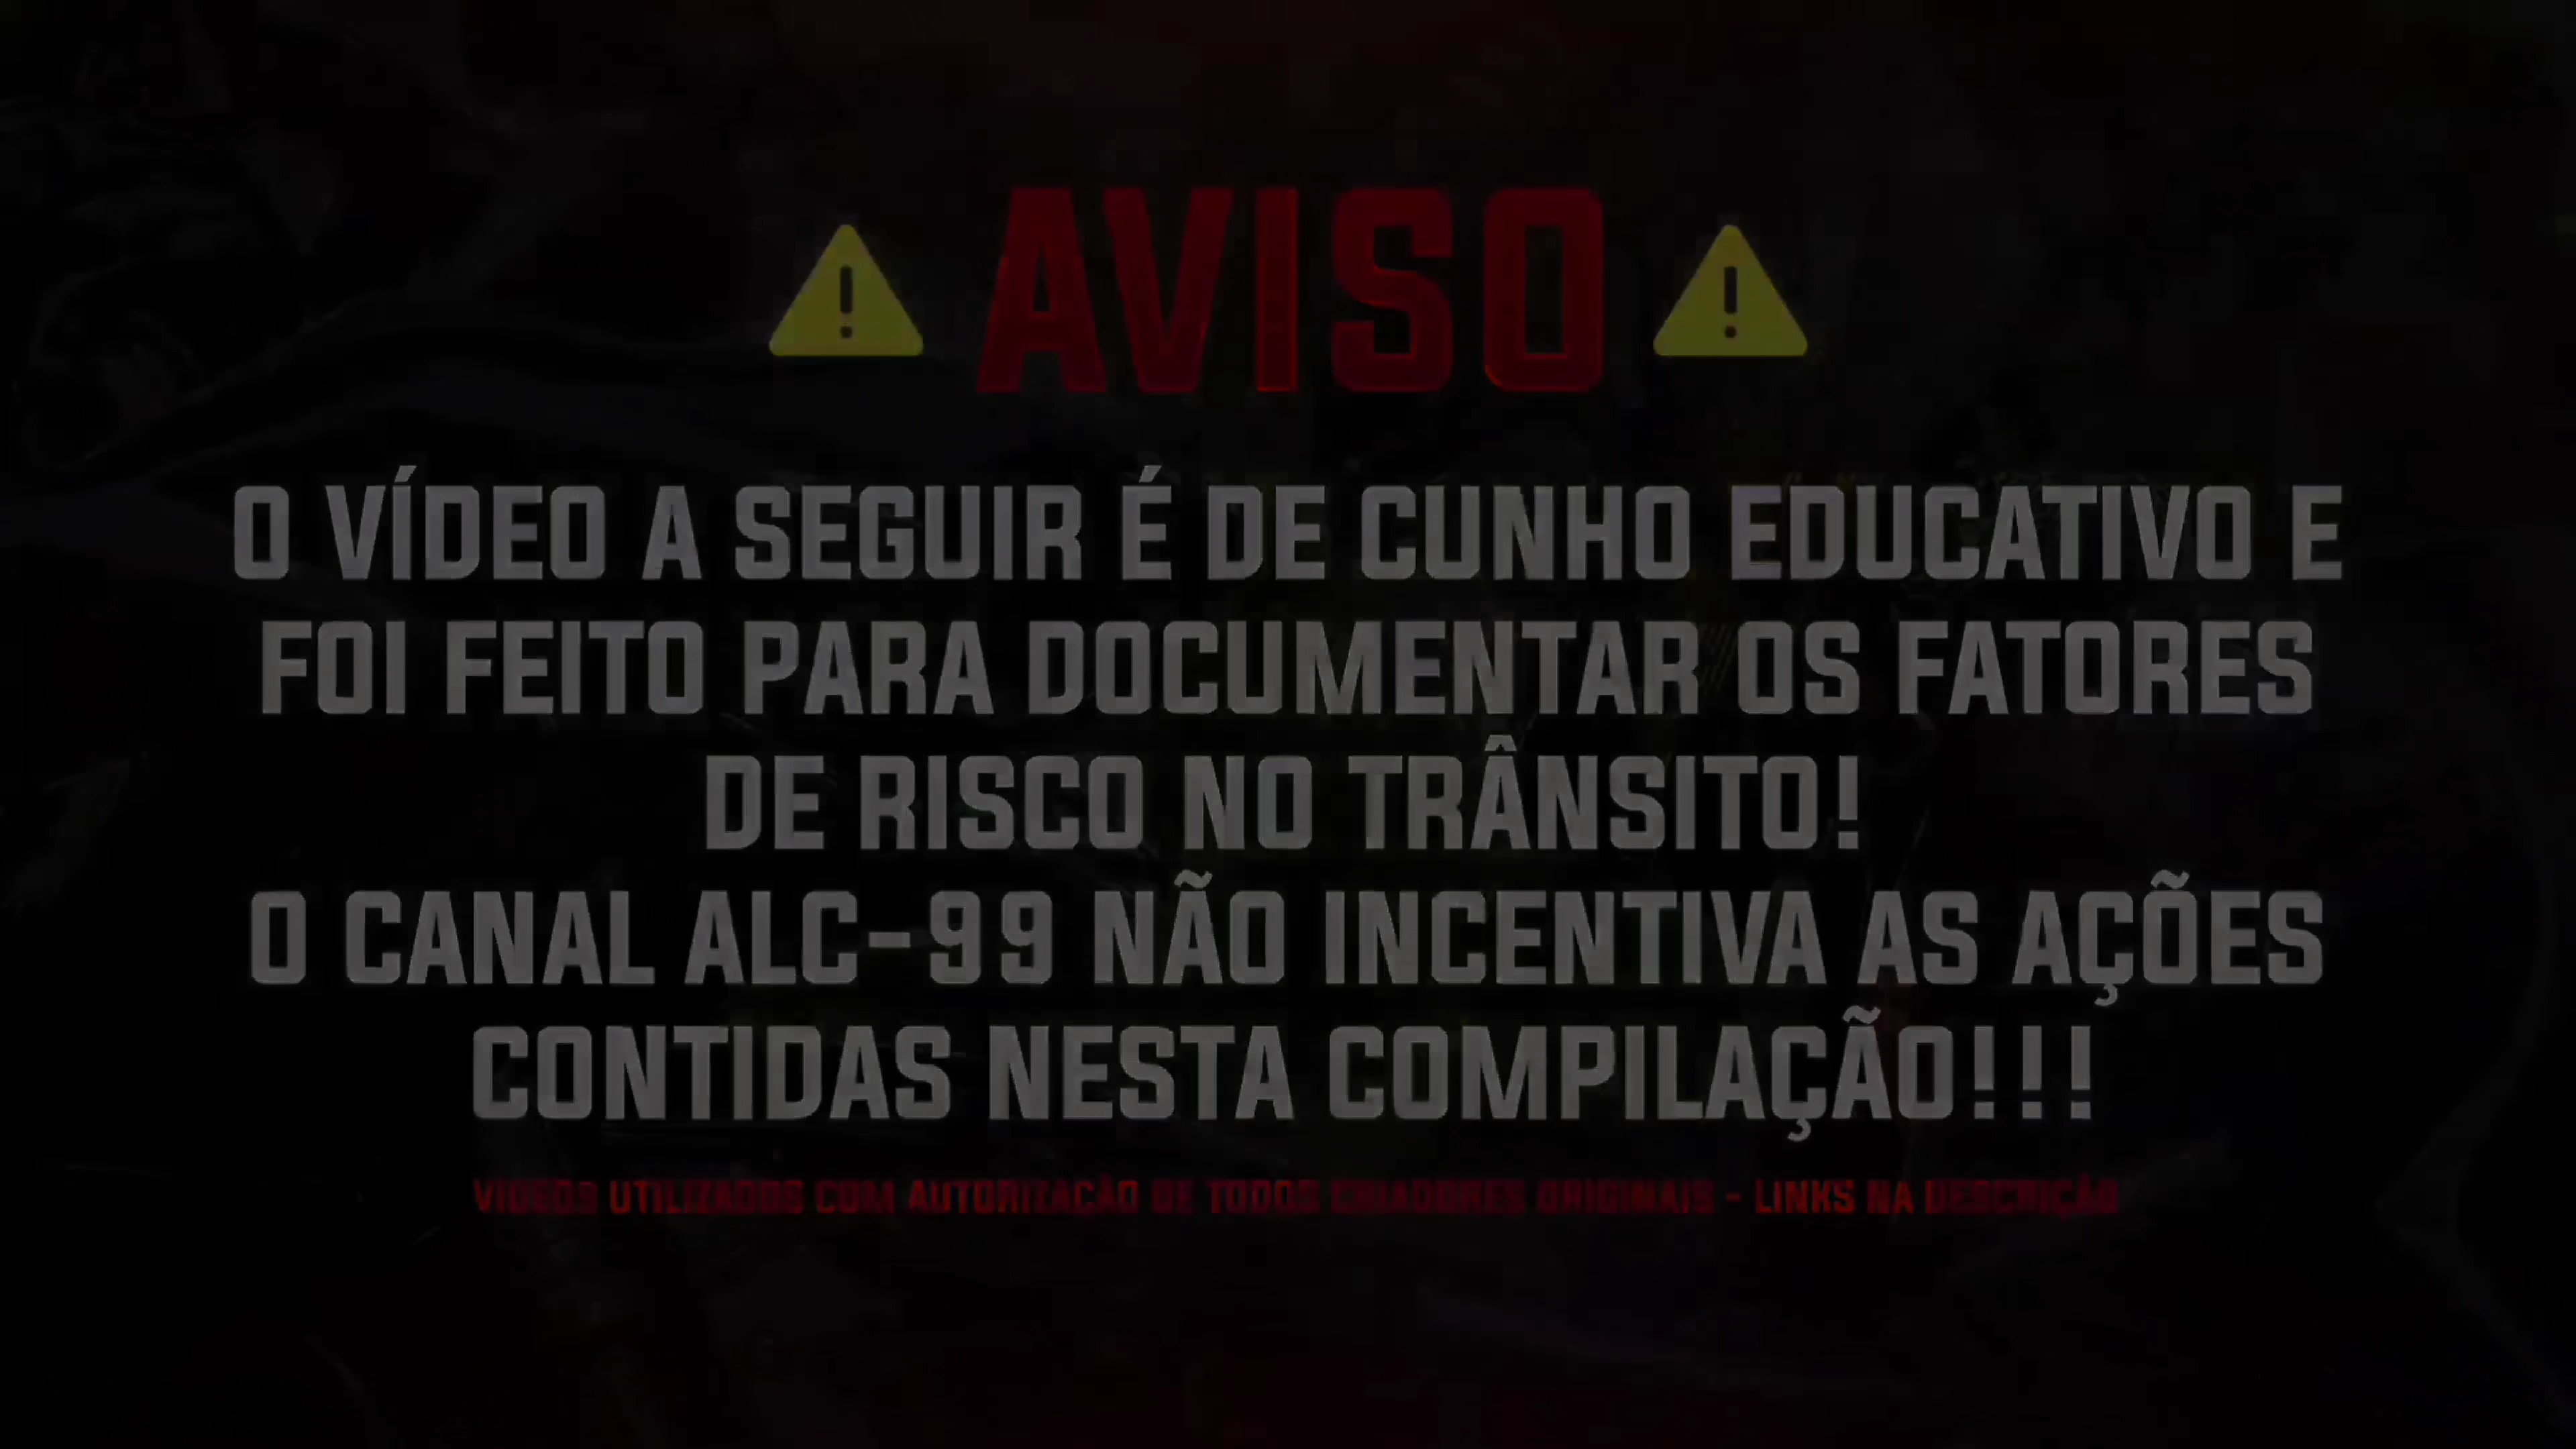 AVISO
O VÍDEO A SEGUIR É DE CUNHO EDUCATIVO E
FOI FEITO PARA DOCUMENTAR OS FATORES
DE RISCO NO TRÂNSITO!
O CANAL ALC-99 NÃO INCENTIVA AS AÇÕES
CONTIDAS NESTA COMPILAÇÃO!!!
VÍDEOS UTILIZADOS COM AUTORIZAÇÃO DE TODOS CRIADORES ORIGINAIS - LINKS NA DESCRIÇÃO